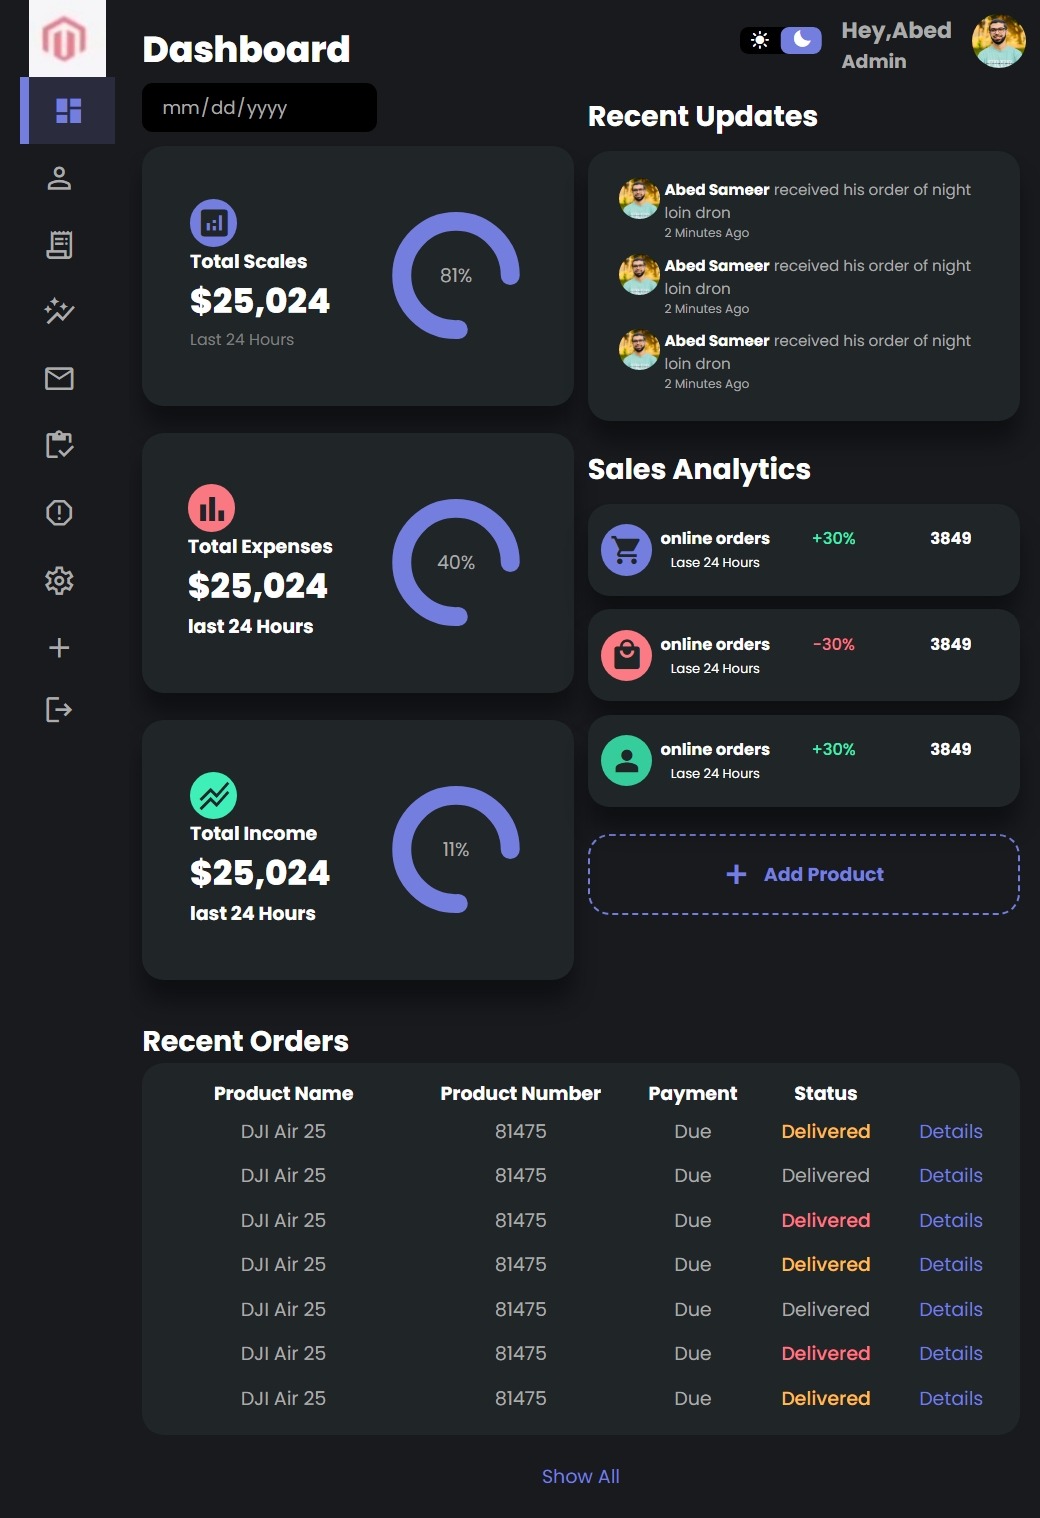 Dashboard
Hey,Abed
Admin
mm/dd/yyyy
Total Scales
$25,024
Last 24 Hours
81%
Total Expenses
$25,024
last 24 Hours
40%
Total Income
$25,024
last 24 Hours
11%
Recent Updates
Abed Sameer received his order of night
loin dron
2 Minutes Ago
Abed Sameer received his order of night
loin dron
2 Minutes Ago
Abed Sameer received his order of night
loin dron
2 Minutes Ago
Sales Analytics
online orders +30% 3849
Lase 24 Hours
online orders -30% 3849
Lase 24 Hours
online orders +30% 3849
Lase 24 Hours
Add Product
Recent Orders
Product Name Product Number Payment Status
DJI Air 25 81475 Due Delivered Details
DJI Air 25 81475 Due Delivered Details
DJI Air 25 81475 Due Delivered Details
DJI Air 25 81475 Due Delivered Details
DJI Air 25 81475 Due Delivered Details
DJI Air 25 81475 Due Delivered Details
DJI Air 25 81475 Due Delivered Details
Show All